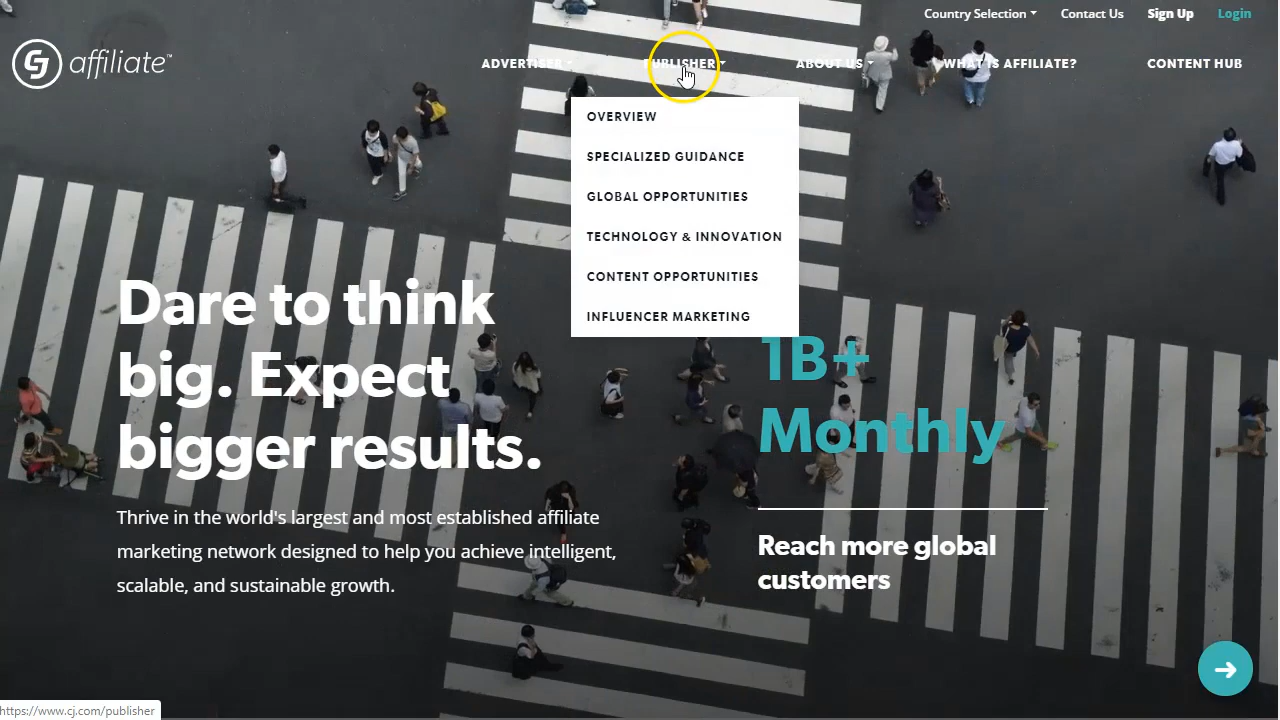 Country Selection
Contact Us
Sign Up
Login
CJ affiliate™
ADVERTISER
PUBLISHER
ABOUT US
WHAT IS AFFILIATE?
CONTENT HUB
OVERVIEW
SPECIALIZED GUIDANCE
GLOBAL OPPORTUNITIES
TECHNOLOGY & INNOVATION
CONTENT OPPORTUNITIES
INFLUENCER MARKETING
Dare to think
big. Expect
bigger results.
Thrive in the world's largest and most established affiliate
marketing network designed to help you achieve intelligent,
scalable, and sustainable growth.
1B+
Monthly
Reach more global
customers
https://www.cj.com/publisher